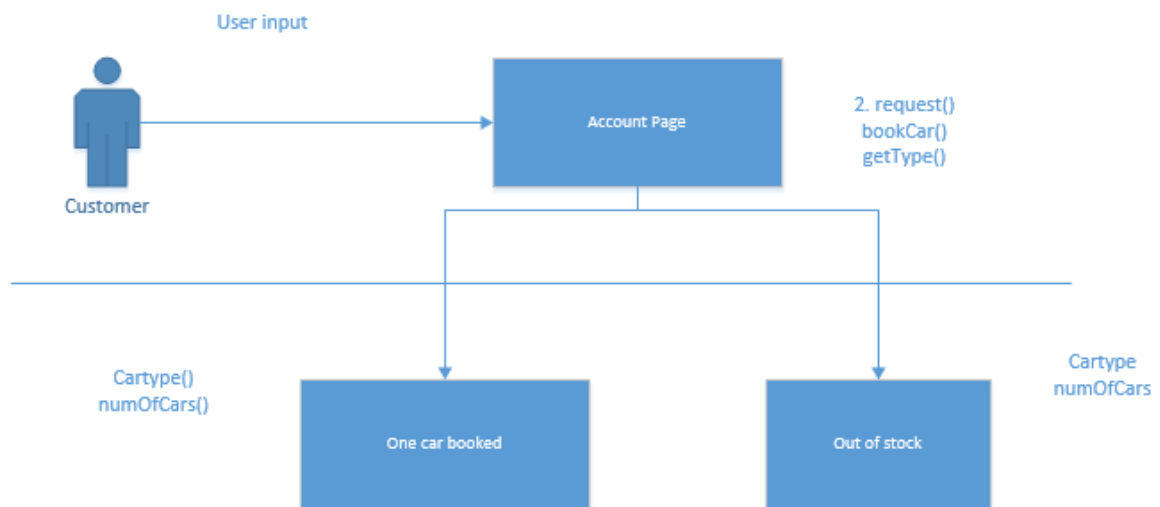 User input
Account Page
2. request()
bookCar()
getType()
Customer
Cartype()
numOfCars()
Cartype
numOfCars
One car booked
Out of stock